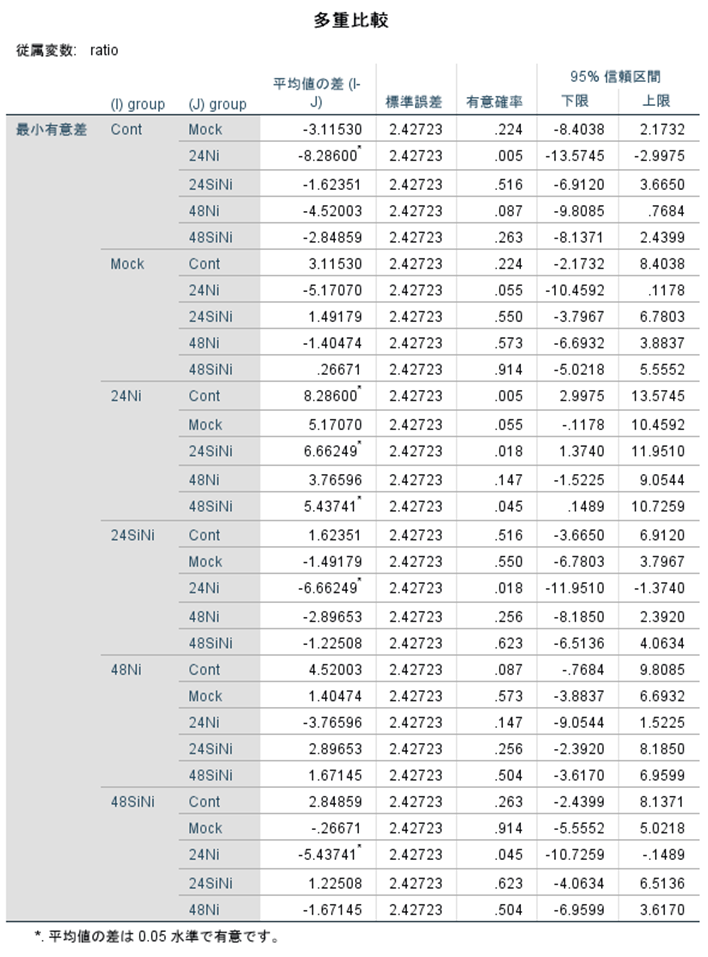 多重比較
従属変数: ratio
(I) group (J) group 平均値の差 (I-J) 標準誤差 有意確率 95% 信頼区間 下限 上限
最小有意差 Cont Mock -3.11530 2.42723 .224 -8.4038 2.1732
24Ni -8.28600* 2.42723 .005 -13.5745 -2.9975
24SiNi -1.62351 2.42723 .516 -6.9120 3.6650
48Ni -4.52003 2.42723 .087 -9.8085 .7684
48SiNi -2.84859 2.42723 .263 -8.1371 2.4399
Mock Cont 3.11530 2.42723 .224 -2.1732 8.4038
24Ni -5.17070 2.42723 .055 -10.4592 .1178
24SiNi 1.49179 2.42723 .550 -3.7967 6.7803
48Ni -1.40474 2.42723 .573 -6.6932 3.8837
48SiNi .26671 2.42723 .914 -5.0218 5.5552
24Ni Cont 8.28600* 2.42723 .005 2.9975 13.5745
Mock 5.17070 2.42723 .055 -.1178 10.4592
24SiNi 6.66249* 2.42723 .018 1.3740 11.9510
48Ni 3.76596 2.42723 .147 -1.5225 9.0544
48SiNi 5.43741* 2.42723 .045 .1489 10.7259
24SiNi Cont 1.62351 2.42723 .516 -3.6650 6.9120
Mock -1.49179 2.42723 .550 -6.7803 3.7967
24Ni -6.66249* 2.42723 .018 -11.9510 -1.3740
48Ni -2.89653 2.42723 .256 -8.1850 2.3920
48SiNi -1.22508 2.42723 .623 -6.5136 4.0634
48Ni Cont 4.52003 2.42723 .087 -.7684 9.8085
Mock 1.40474 2.42723 .573 -3.8837 6.6932
24Ni -3.76596 2.42723 .147 -9.0544 1.5225
24SiNi 2.89653 2.42723 .256 -2.3920 8.1850
48SiNi 1.67145 2.42723 .504 -3.6170 6.9599
48SiNi Cont 2.84859 2.42723 .263 -2.4399 8.1371
Mock -.26671 2.42723 .914 -5.5552 5.0218
24Ni -5.43741* 2.42723 .045 -10.7259 -.1489
24SiNi 1.22508 2.42723 .623 -4.0634 6.5136
48Ni -1.67145 2.42723 .504 -6.9599 3.6170
*. 平均値の差は 0.05 水準で有意です。